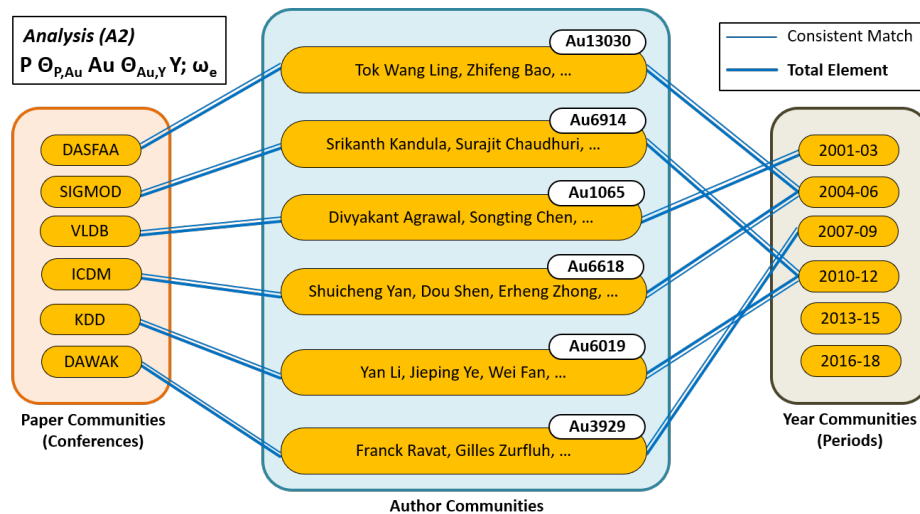 Analysis (A2)
P Θ_P,Au Au Θ_Au,Y Y; ω_e
Consistent Match
Total Element
DASFAA
SIGMOD
VLDB
ICDM
KDD
DAWAK
Paper Communities
(Conferences)
Au13030
Tok Wang Ling, Zhifeng Bao, ...
Au6914
Srikanth Kandula, Surajit Chaudhuri, ...
Au1065
Divyakant Agrawal, Songting Chen, ...
Au6618
Shuicheng Yan, Dou Shen, Erheng Zhong, ...
Au6019
Yan Li, Jieping Ye, Wei Fan, ...
Au3929
Franck Ravat, Gilles Zurfluh, ...
Author Communities
2001-03
2004-06
2007-09
2010-12
2013-15
2016-18
Year Communities
(Periods)